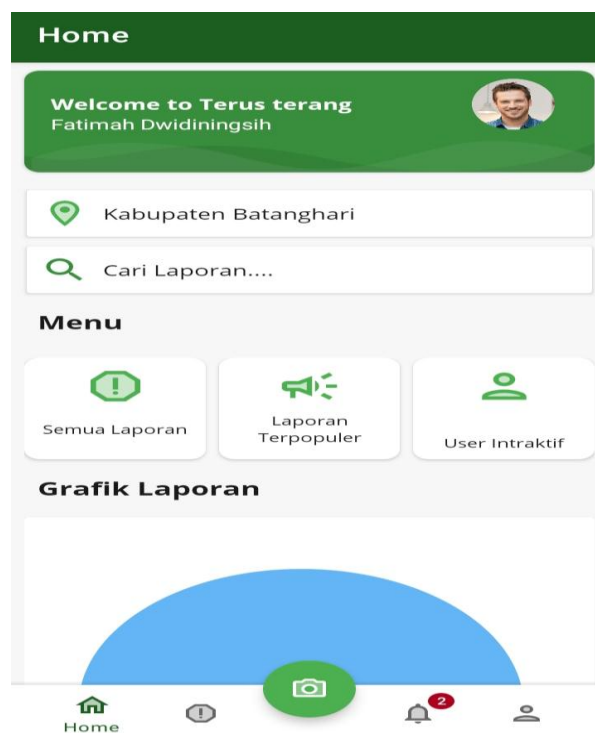 Home
Welcome to Terus terang
Fatimah Dwidiningsih
Kabupaten Batanghari
Cari Laporan....
Menu
Semua Laporan
Laporan
Terpopuler
User Intraktif
Grafik Laporan
2
Home